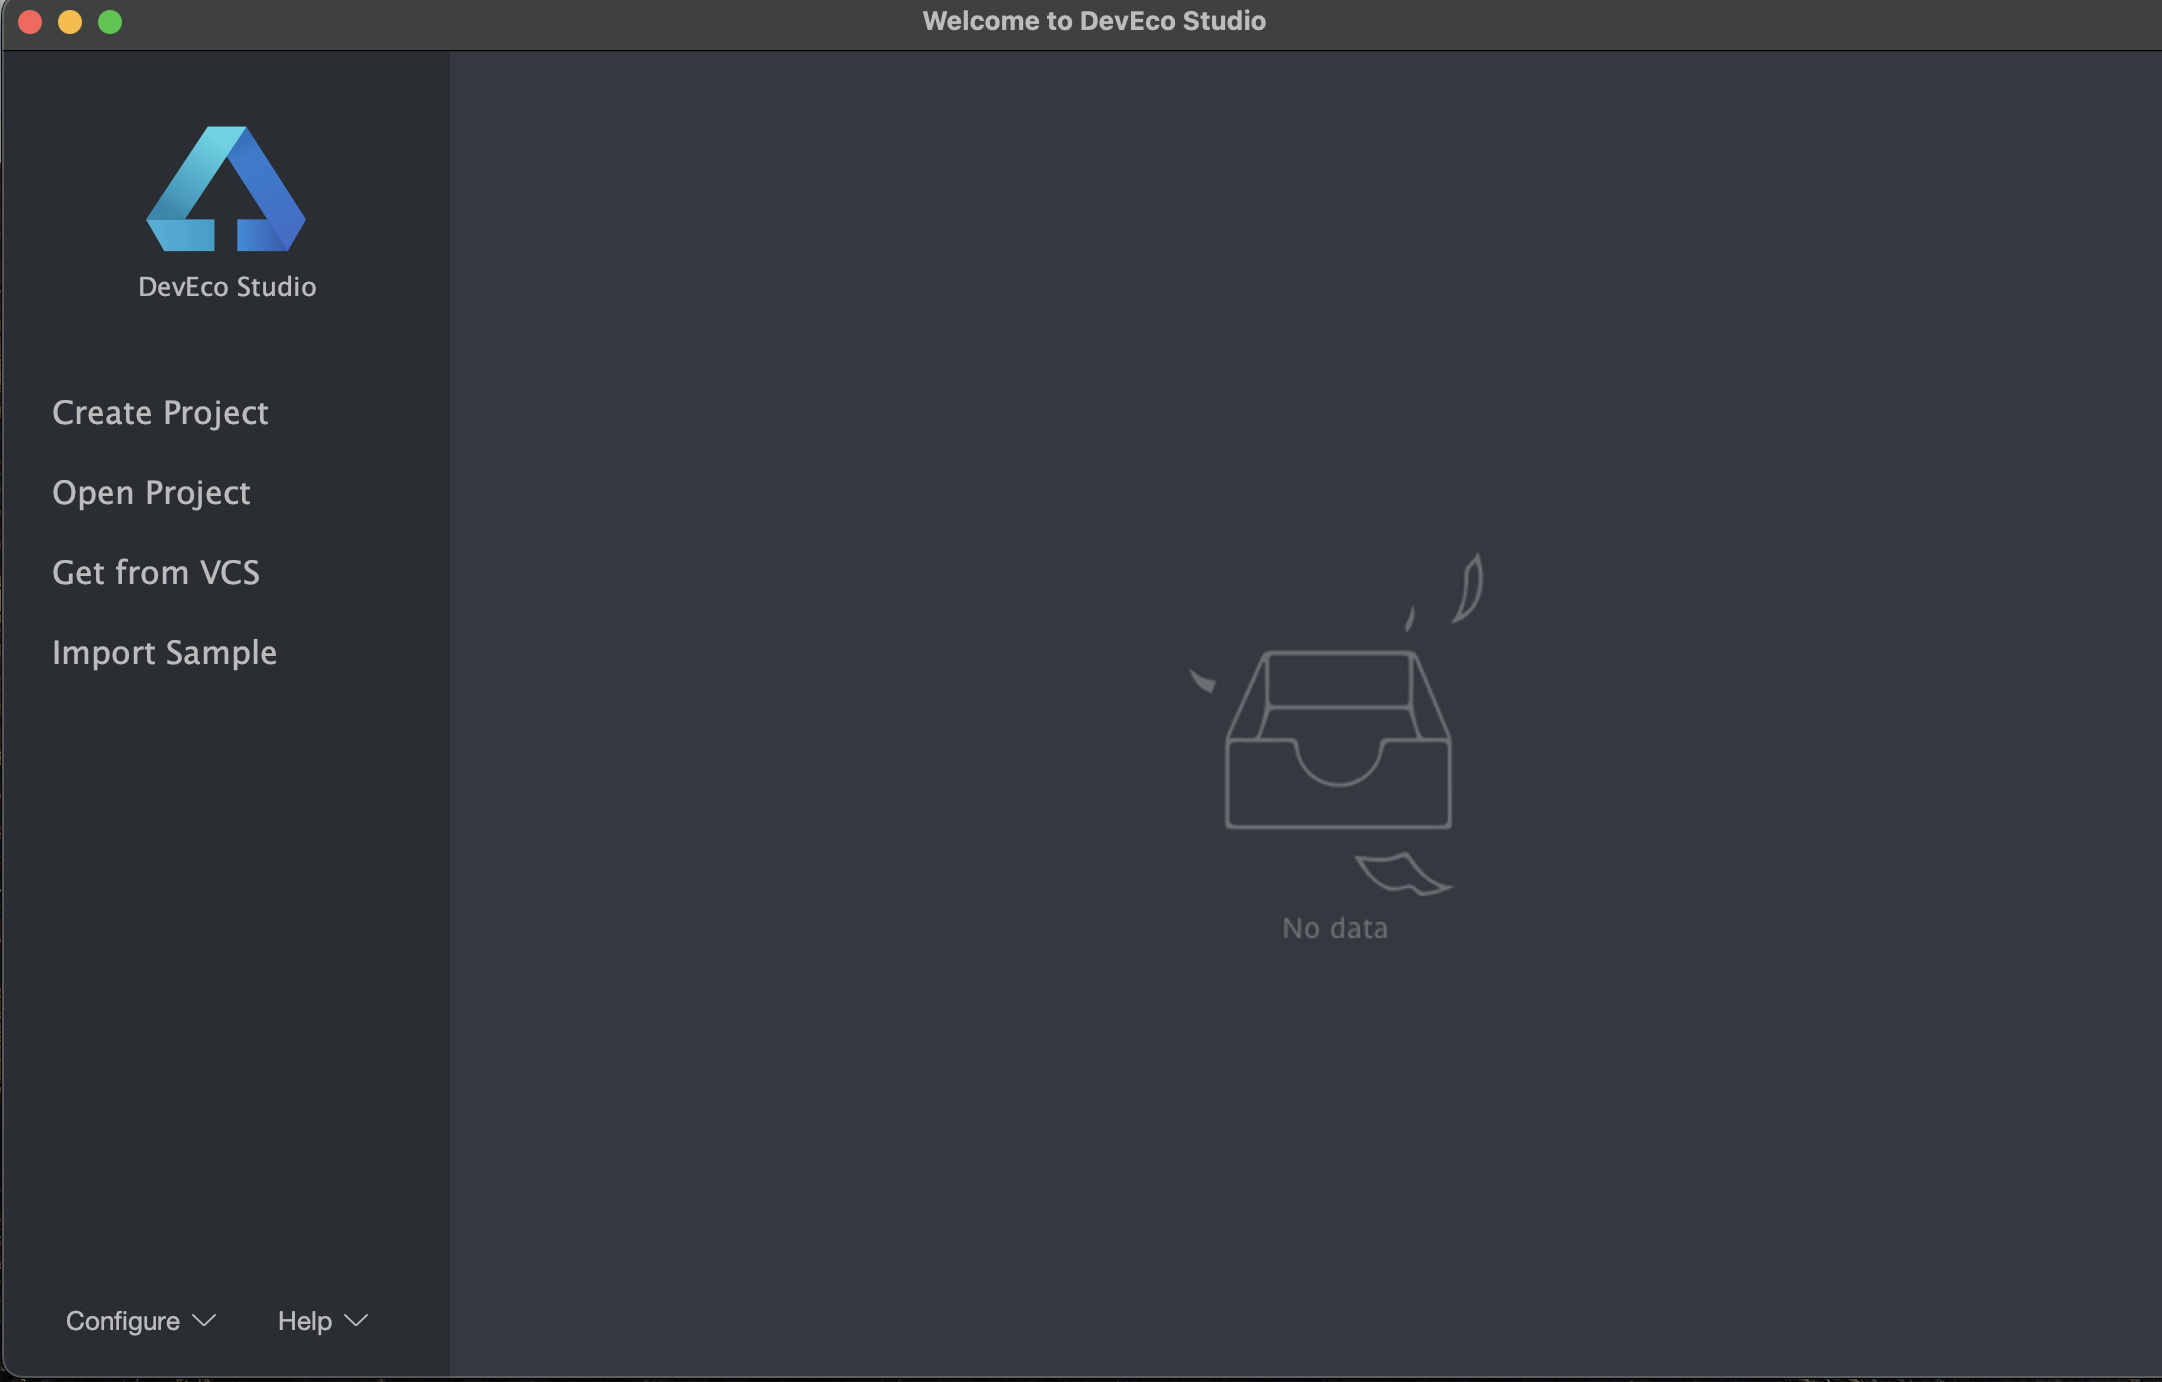 Welcome to DevEco Studio
DevEco Studio
Create Project
Open Project
Get from VCS
Import Sample
No data
Configure Help